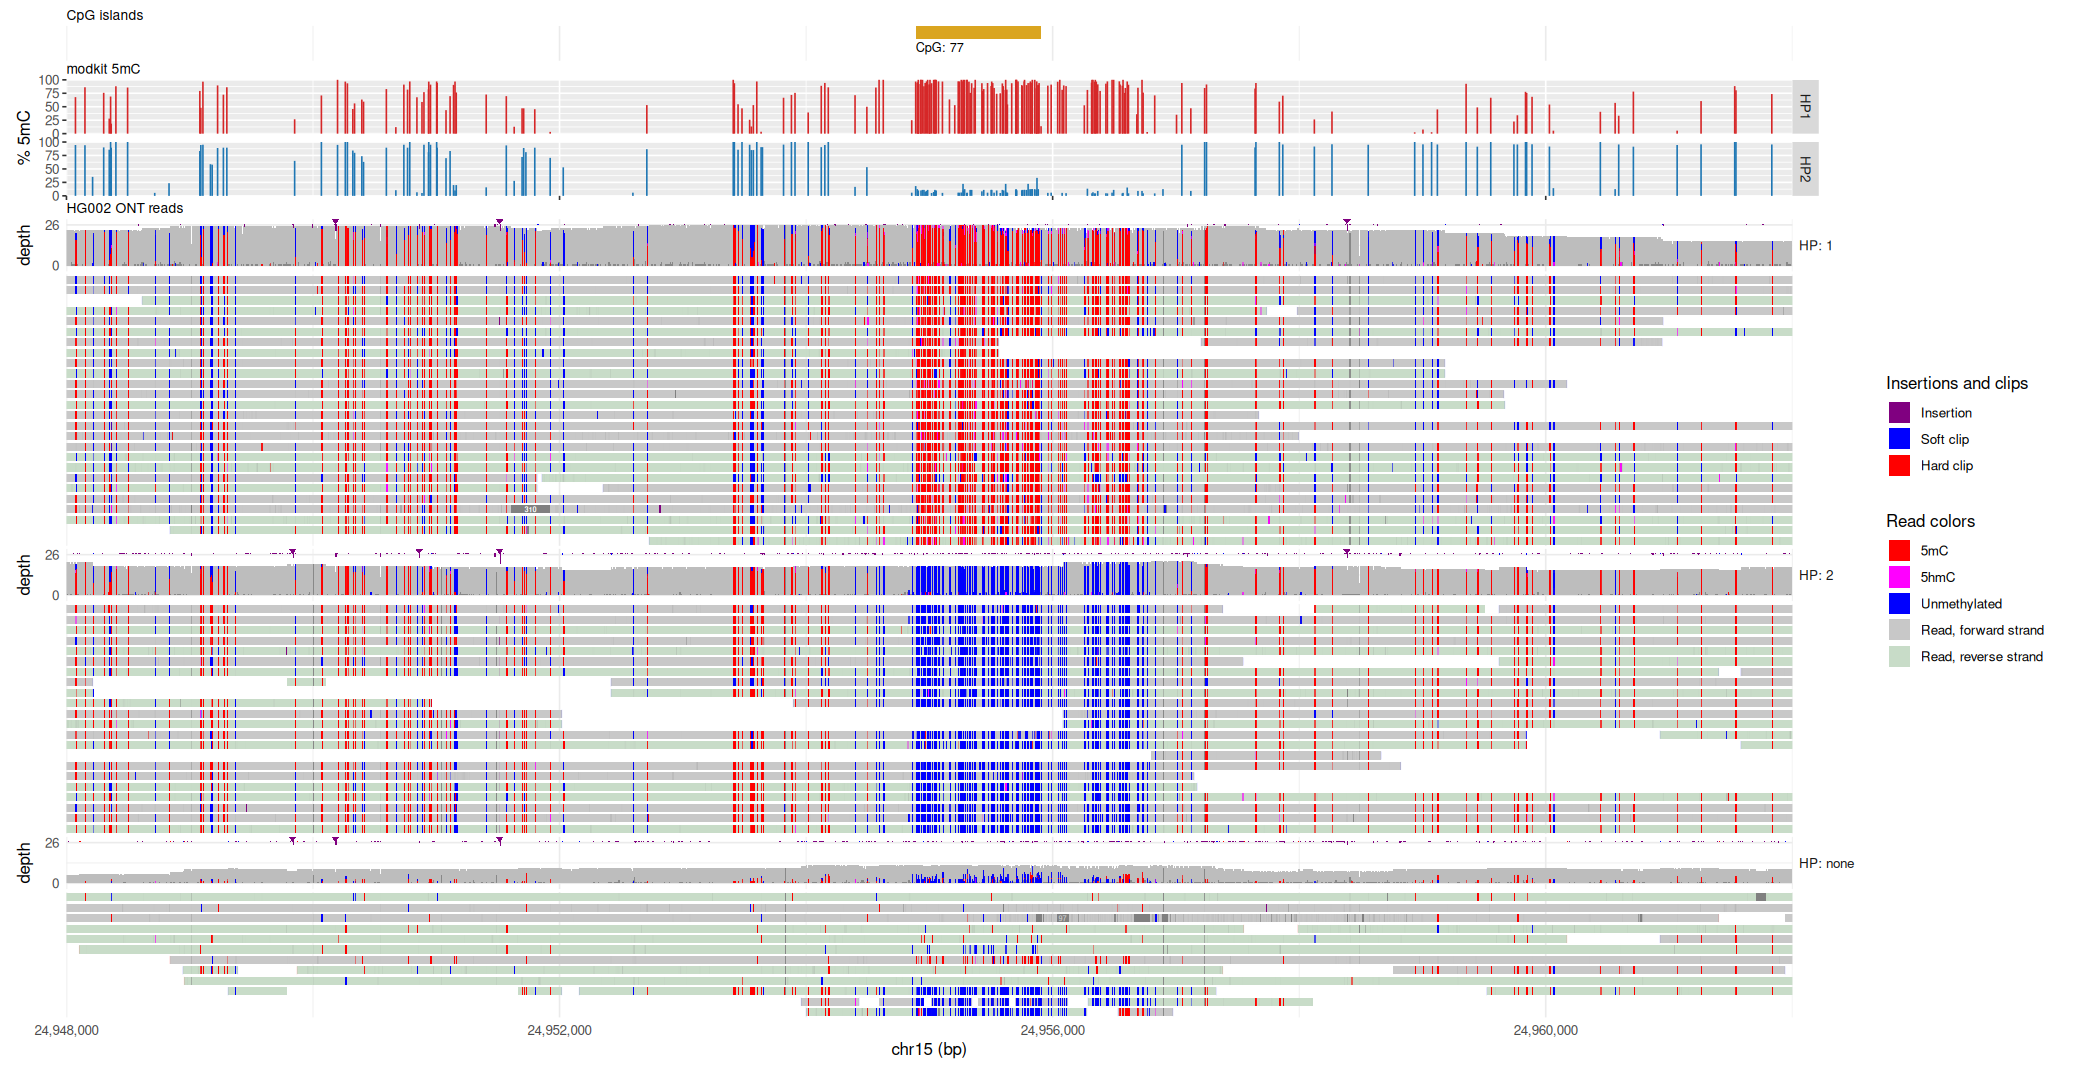 CpG islands
CpG: 77
modkit 5mC
100
75
50
25
0
HP1
% 5mC
100
75
50
25
0
HP2
HG002 ONT reads
26
depth
0
HP: 1
310
26
depth
0
HP: 2
26
depth
0
HP: none
97
24,948,000
24,952,000
24,956,000
24,960,000
chr15 (bp)
Insertions and clips
Insertion
Soft clip
Hard clip
Read colors
5mC
5hmC
Unmethylated
Read, forward strand
Read, reverse strand